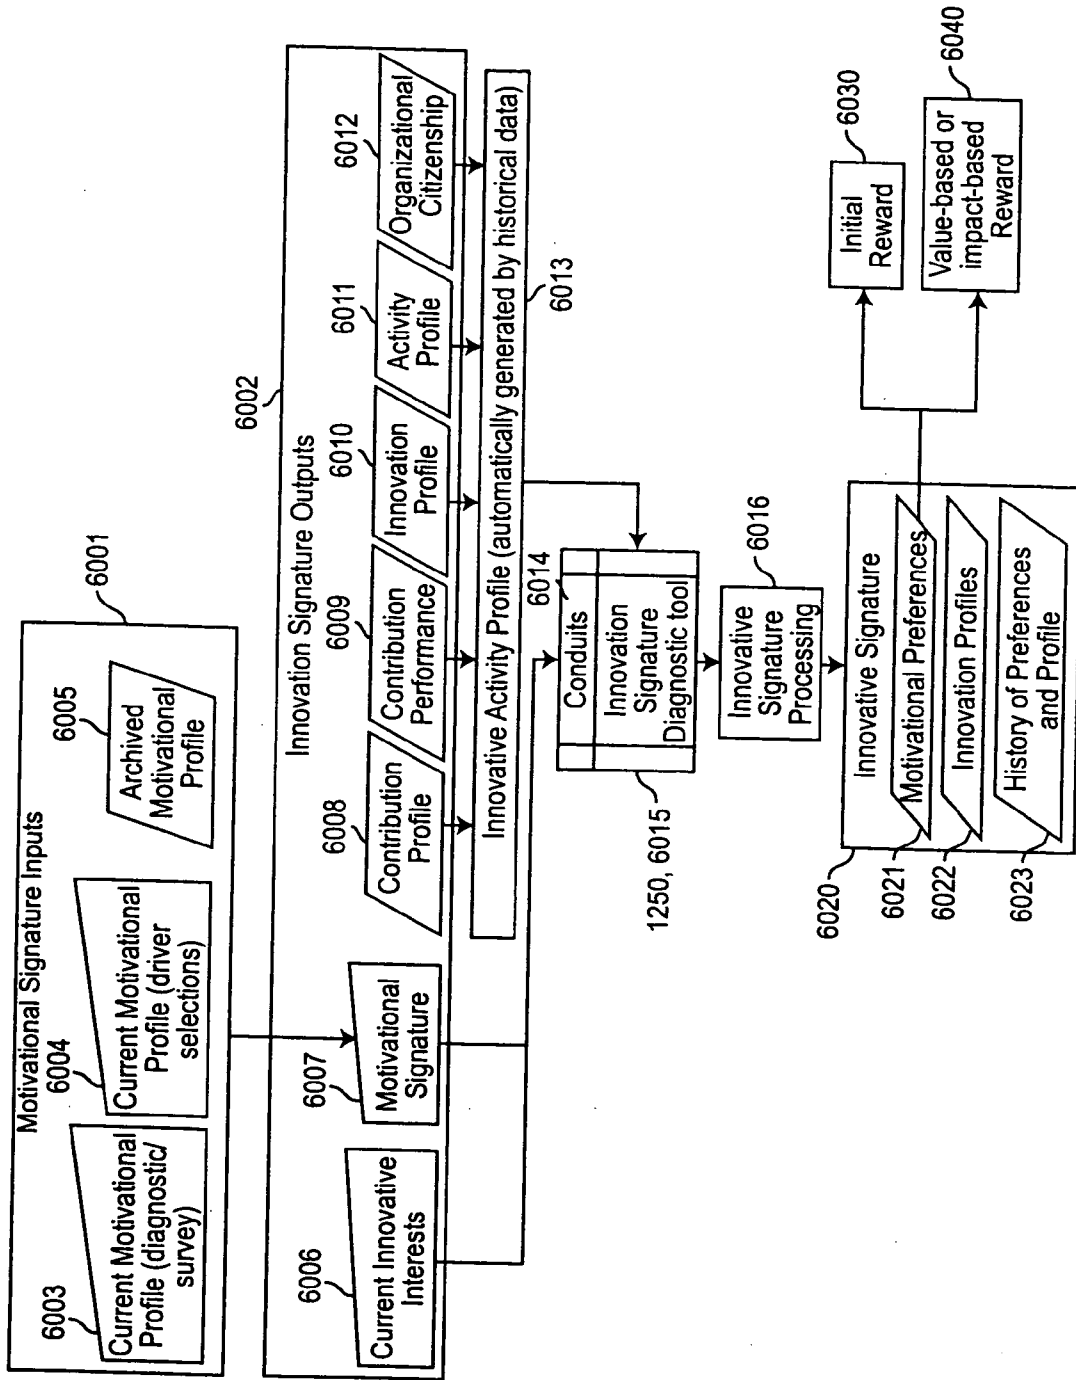 Motivational Signature Inputs
6001
6003
Current Motivational
Profile (diagnostic/
survey)
6004
Current Motivational
Profile (driver
selections)
6005
Archived
Motivational
Profile
6002
Innovation Signature Outputs
6006
Current Innovative
Interests
6007
Motivational
Signature
6008
Contribution
Profile
6009
Contribution
Performance
6010
Innovation
Profile
6011
Activity
Profile
6012
Organizational
Citizenship
Innovative Activity Profile (automatically generated by historical data)
6013
6014
Conduits
Innovation
Signature
Diagnostic tool
1250, 6015
6016
Innovative
Signature
Processing
6020
Innovative Signature
Motivational Preferences
6021
Innovation Profiles
6022
History of Preferences
and Profile
6023
6030
Initial
Reward
6040
Value-based or
impact-based
Reward